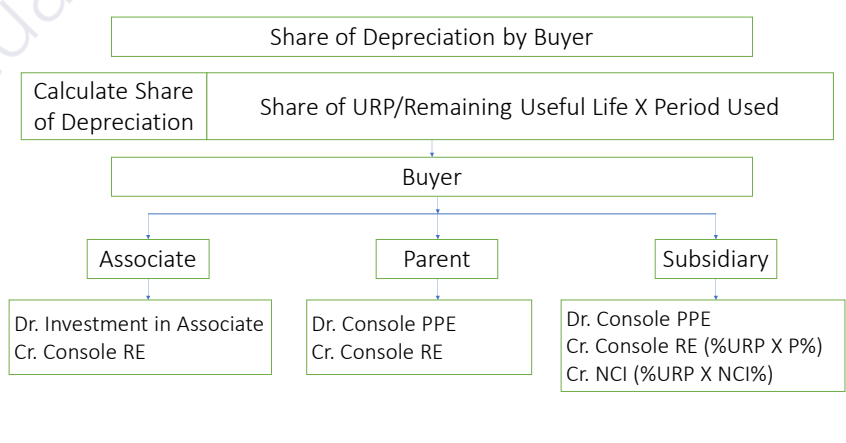 Share of Depreciation by Buyer
Calculate Share
of Depreciation
Share of URP/Remaining Useful Life X Period Used
Buyer
Associate
Parent
Subsidiary
Dr. Investment in Associate
Cr. Console RE
Dr. Console PPE
Cr. Console RE
Dr. Console PPE
Cr. Console RE (%URP X P%)
Cr. NCI (%URP X NCI%)